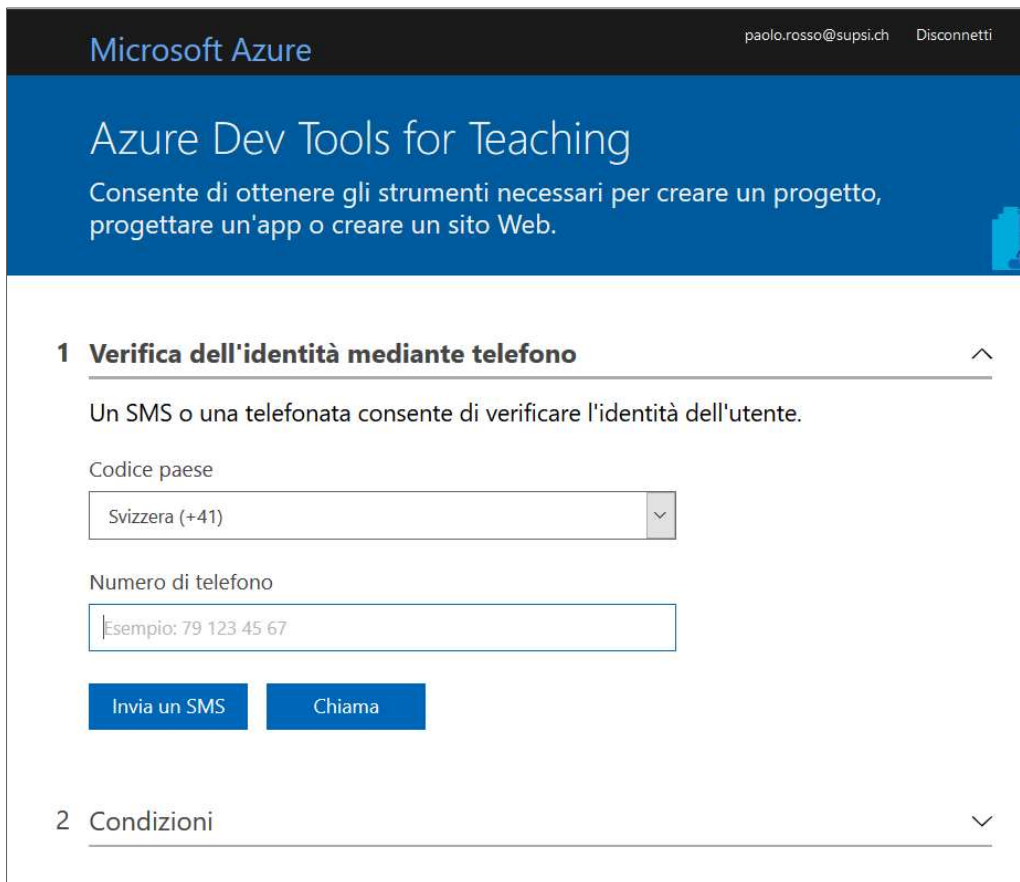 Microsoft Azure
paolo.rosso@supsi.ch Disconnetti
Azure Dev Tools for Teaching
Consente di ottenere gli strumenti necessari per creare un progetto,
progettare un'app o creare un sito Web.
1 Verifica dell'identità mediante telefono
Un SMS o una telefonata consente di verificare l'identità dell'utente.
Codice paese
Svizzera (+41)
Numero di telefono
Esempio: 79 123 45 67
Invia un SMS Chiama
2 Condizioni